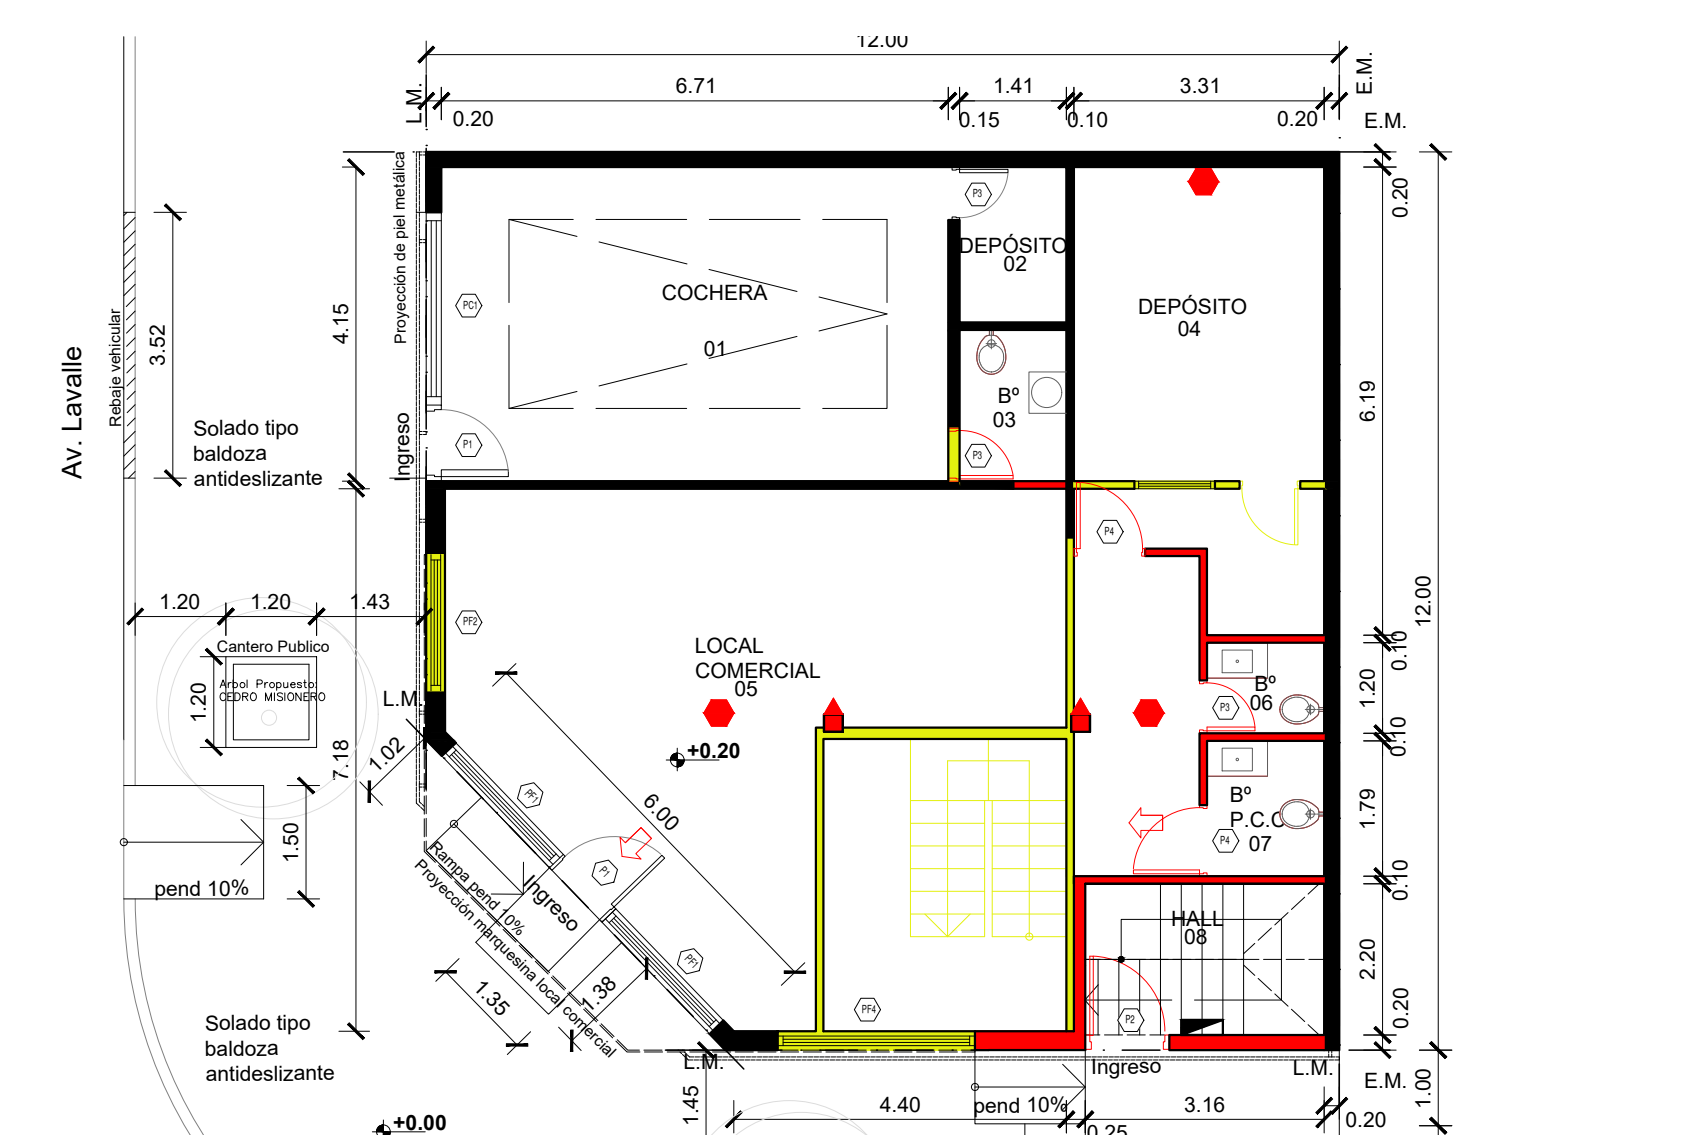 12.00
6.71
1.41
3.31
0.20
0.15
0.10
0.20
L.M.
E.M.
E.M.
Proyección de piel metálica
P3
DEPÓSITO
02
COCHERA
01
PC1
DEPÓSITO
04
0.20
4.15
3.52
Rebaje vehicular
Av. Lavalle
Solado tipo
baldoza
antideslizante
Ingreso
P1
Bº
03
P3
6.19
P4
1.20
1.20
1.43
PF2
Cantero Publico
Arbol Propuesto:
CEDRO MISIONERO
1.20
L.M.
LOCAL
COMERCIAL
05
+0.20
12.00
0.10
1.20
0.10
Bº
06
P3
7.18
1.02
PF1
6.00
Bº
P.C.C
07
P4
1.79
1.50
pend 10%
P1
Ingreso
Rampa pend 10%
Proyección marquesina local comercial
PF1
0.10
HALL
08
2.20
1.35
1.38
PF4
P2
0.20
Solado tipo
baldoza
antideslizante
L.M.
Ingreso
L.M.
E.M.
1.45
4.40
pend 10%
3.16
0.20
1.00
0.25
+0.00